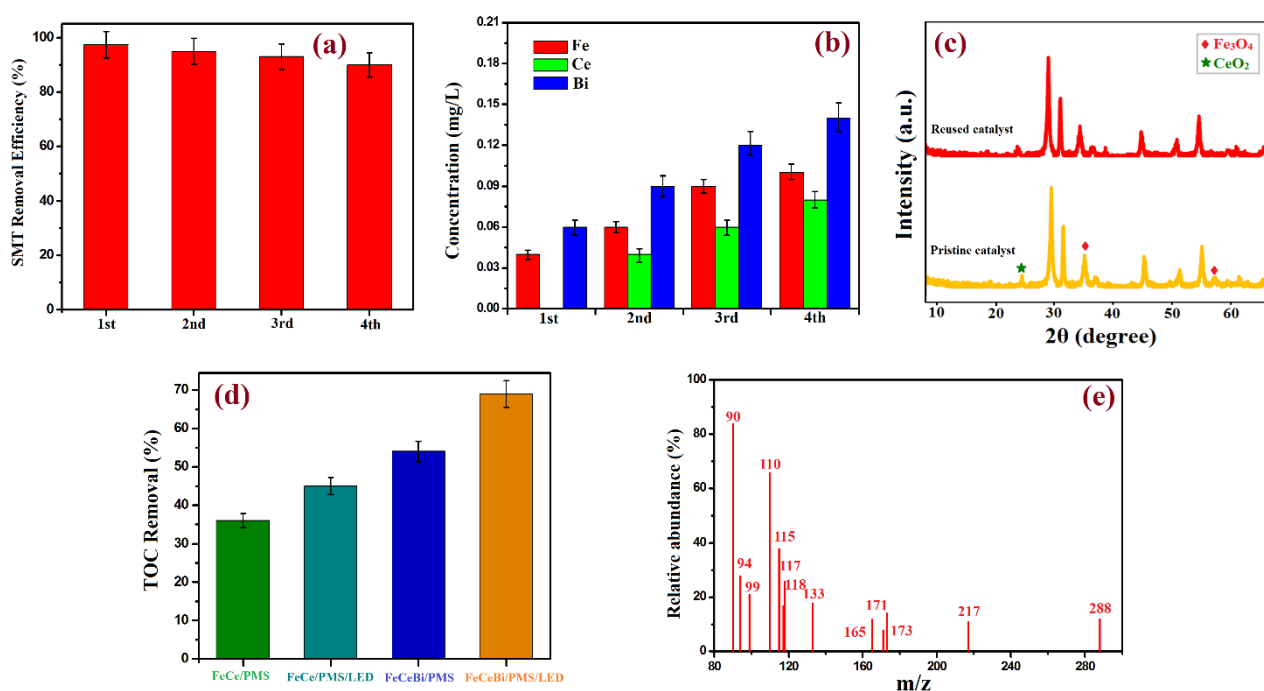 (a)
SMT Removal Efficiency (%)
100
80
60
40
20
0
1st 2nd 3rd 4th
(b)
Fe
Ce
Bi
Concentration (mg/L)
0.21
0.18
0.15
0.12
0.09
0.06
0.03
0.00
1st 2nd 3rd 4th
(c)
Fe₃O₄
CeO₂
Reused catalyst
Pristine catalyst
Intensity (a.u.)
10 20 30 40 50 60
2θ (degree)
(d)
TOC Removal (%)
70
60
50
40
30
20
10
0
FeCe/PMS FeCe/PMS/LED FeCeBi/PMS FeCeBi/PMS/LED
(e)
Relative abundance (%)
100
80
60
40
20
0
90
110
115
94
117
99
118
133
165
171
173
217
288
80 120 160 200 240 280
m/z